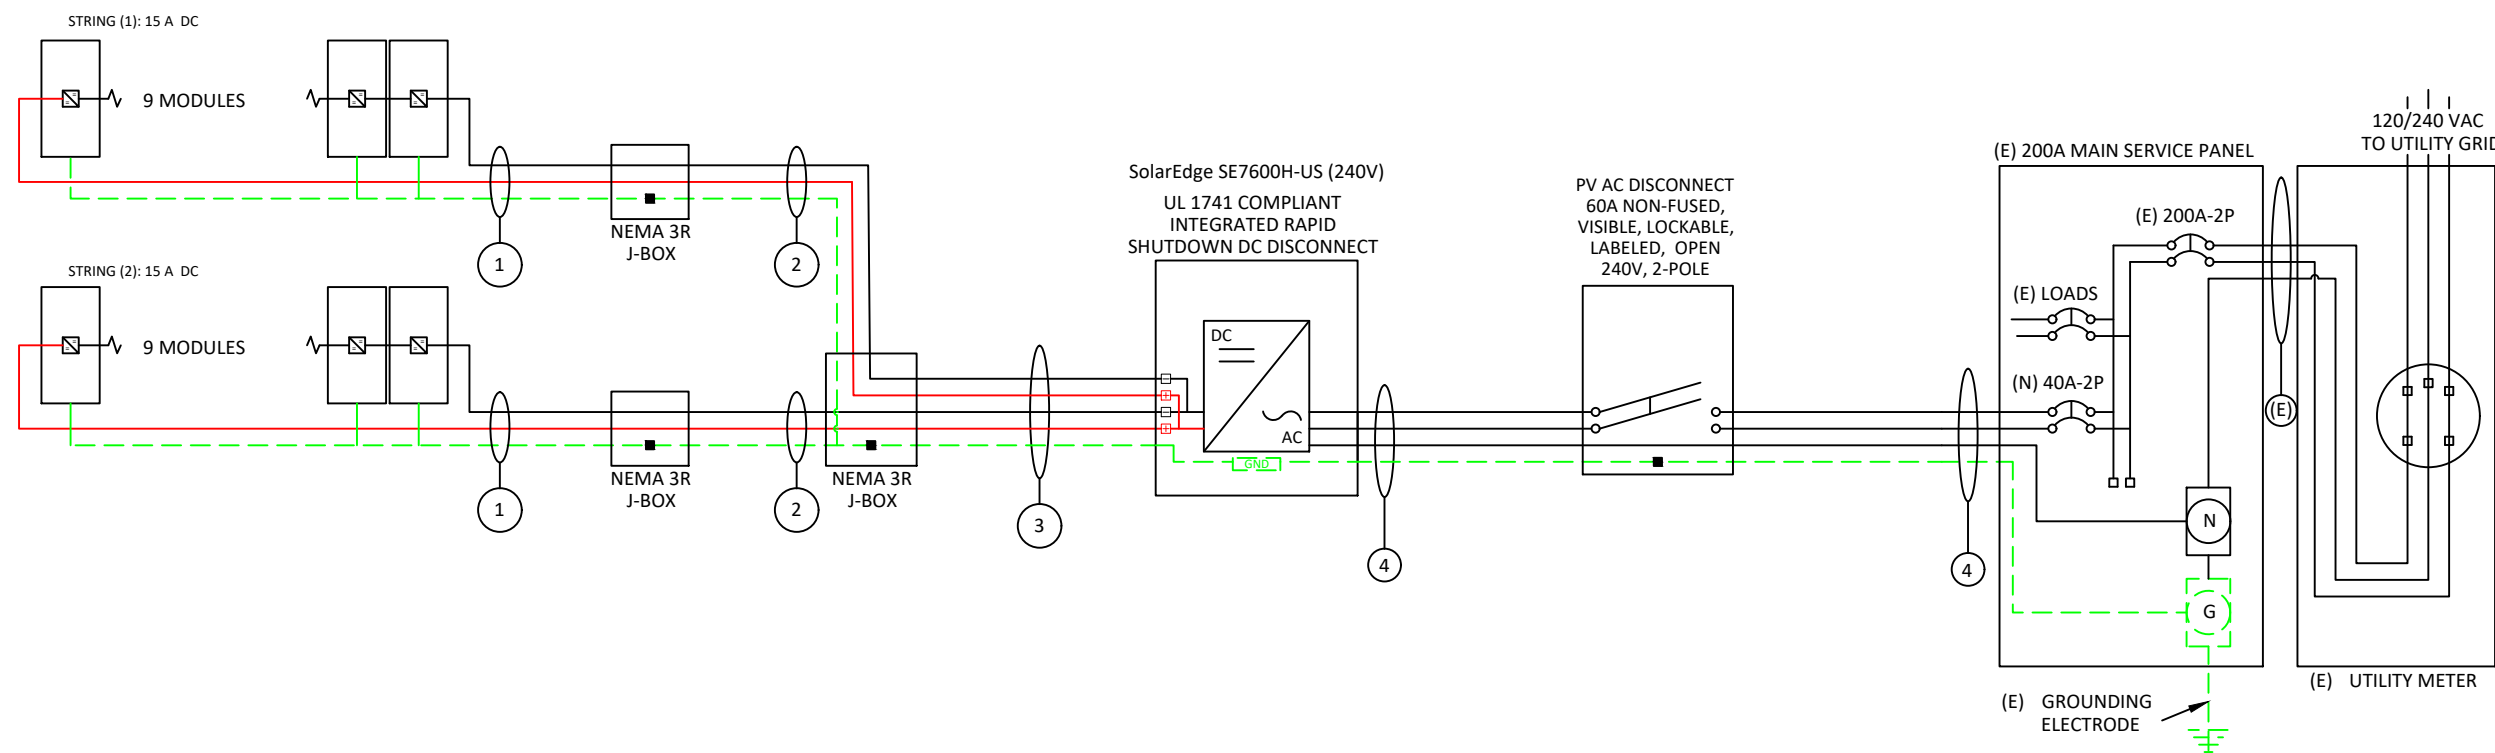 STRING (1): 15 A DC
9 MODULES
1
NEMA 3R
J-BOX
2
STRING (2): 15 A DC
9 MODULES
1
NEMA 3R
J-BOX
2
NEMA 3R
J-BOX
3
SolarEdge SE7600H-US (240V)
UL 1741 COMPLIANT
INTEGRATED RAPID
SHUTDOWN DC DISCONNECT
DC
AC
GND
4
PV AC DISCONNECT
60A NON-FUSED,
VISIBLE, LOCKABLE,
LABELED, OPEN
240V, 2-POLE
4
(E) 200A MAIN SERVICE PANEL
(E) 200A-2P
(E) LOADS
(N) 40A-2P
N
G
(E) GROUNDING
ELECTRODE
(E)
120/240 VAC
TO UTILITY GRID
(E) UTILITY METER